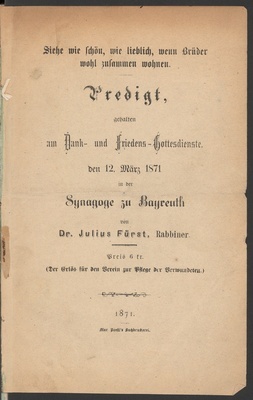 Siehe wie schön, wie lieblich, wenn Brüder
wohl zusammen wohnen.
Predigt,
gehalten
am Dank- und Friedens-Gottesdienste,
den 12. März 1871
in der
Synagoge zu Bayreuth
von
Dr. Julius Fürst, Rabbiner.
Preis 6 kr.
(Der Erlös für den Verein zur Pflege der Verwundeten.)
1871.